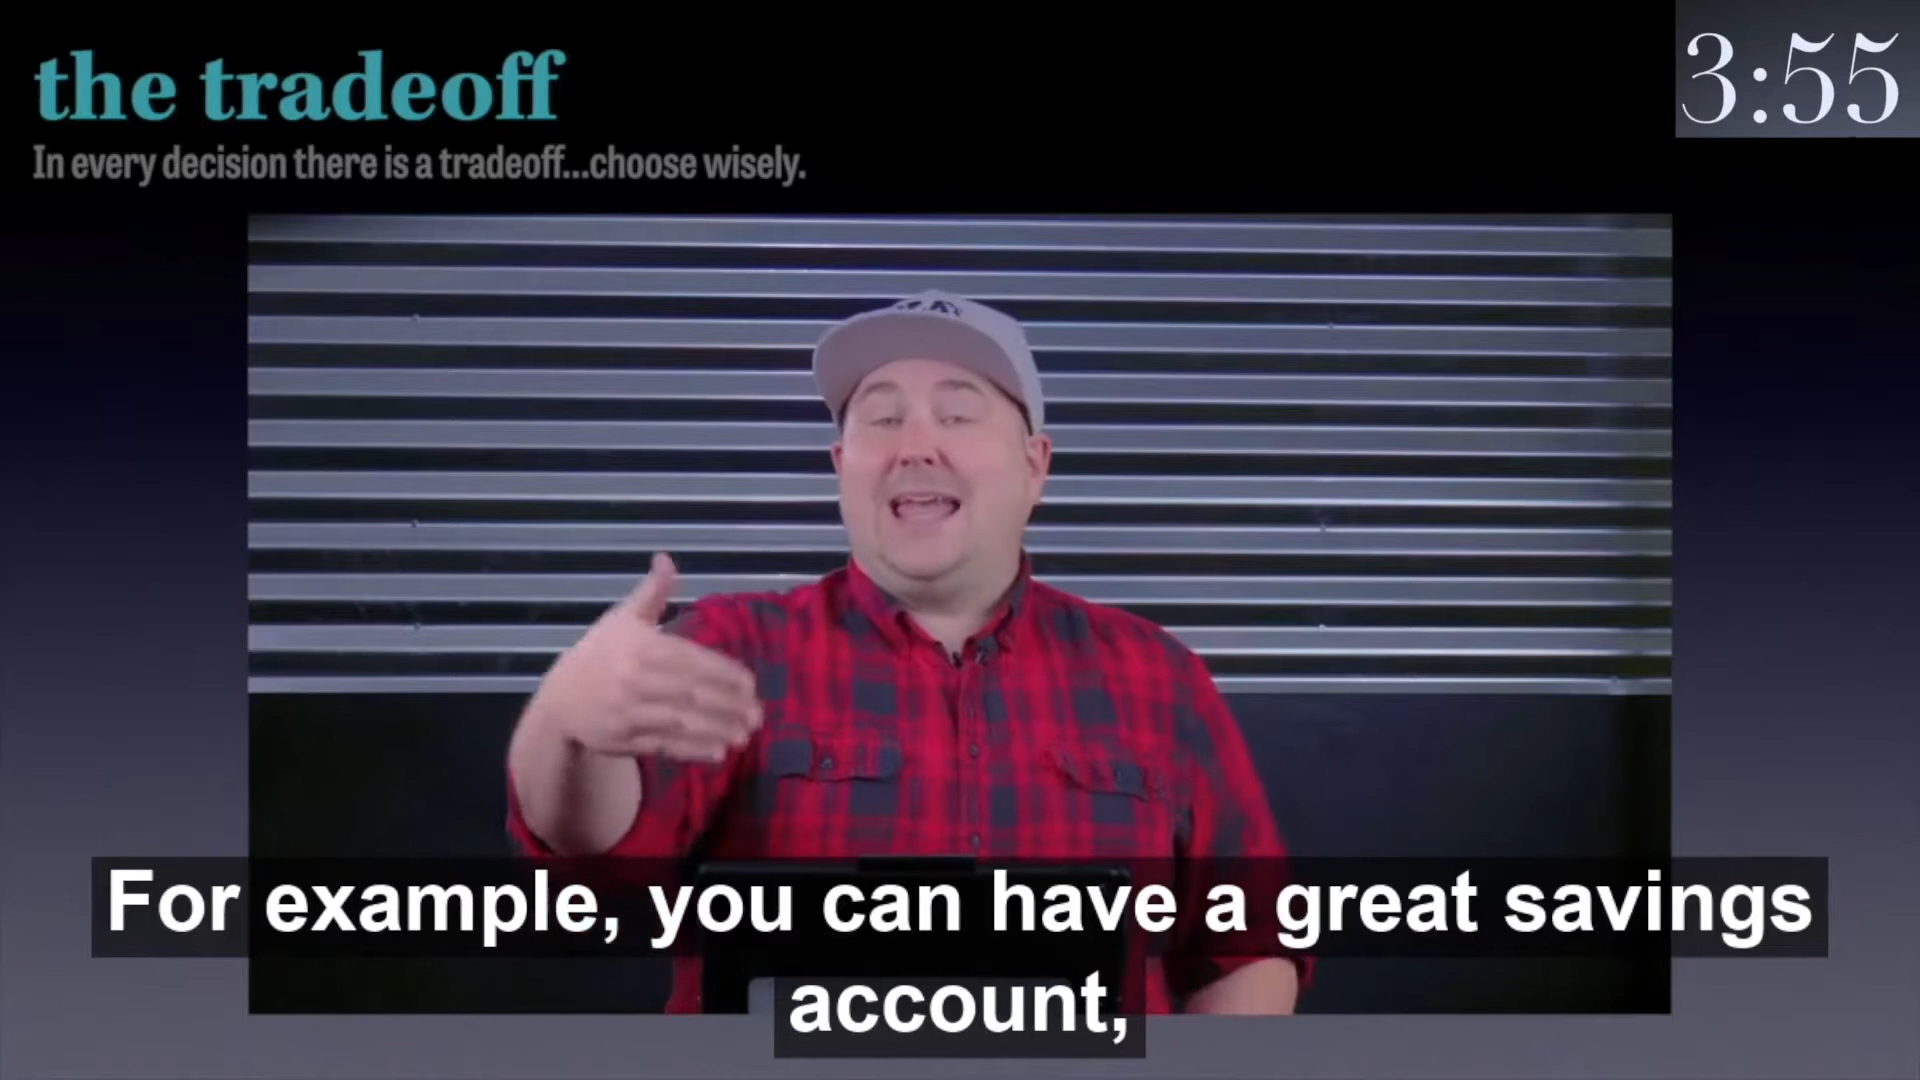 the tradeoff
3:55
In every decision there is a tradeoff...choose wisely.
For example, you can have a great savings
account,